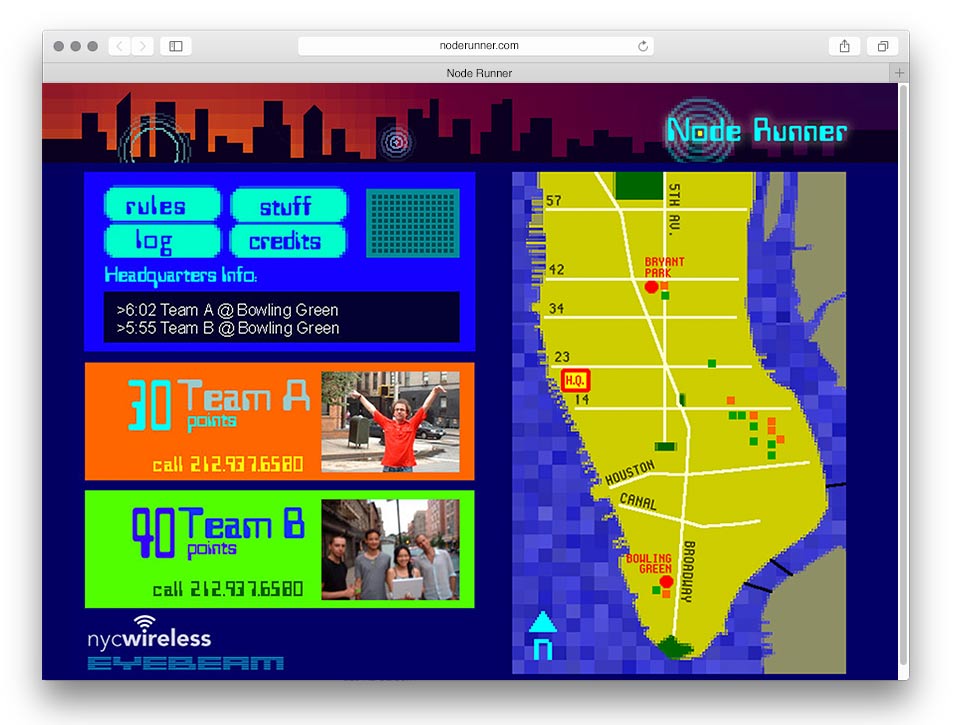 noderunner.com
Node Runner
Node Runner
rules
stuff
log
credits
Headquarters Info:
>6:02 Team A @ Bowling Green
>5:55 Team B @ Bowling Green
30 Team A
points
call 212.937.6580
40 Team B
points
call 212.937.6580
nycwireless
EYEBEAM
57
5TH AV.
BRYANT
PARK
42
34
23
H.Q.
14
HOUSTON
CANAL
BOWLING
GREEN
BROADWAY
n